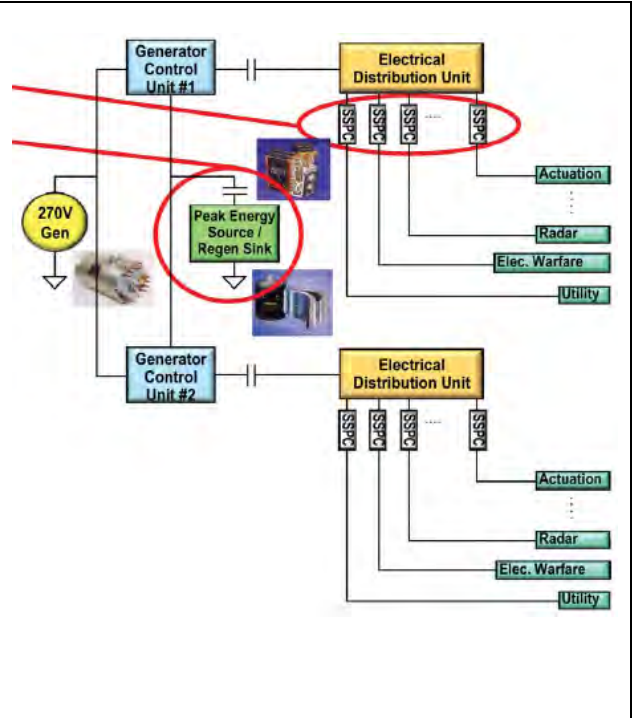 Generator
Control
Unit #1
Electrical
Distribution Unit
SSPC
SSPC
SSPC
.....
SSPC
Actuation
Radar
Elec. Warfare
Utility
270V
Gen
Peak Energy
Source /
Regen Sink
Generator
Control
Unit #2
Electrical
Distribution Unit
SSPC
SSPC
SSPC
.....
SSPC
Actuation
Radar
Elec. Warfare
Utility